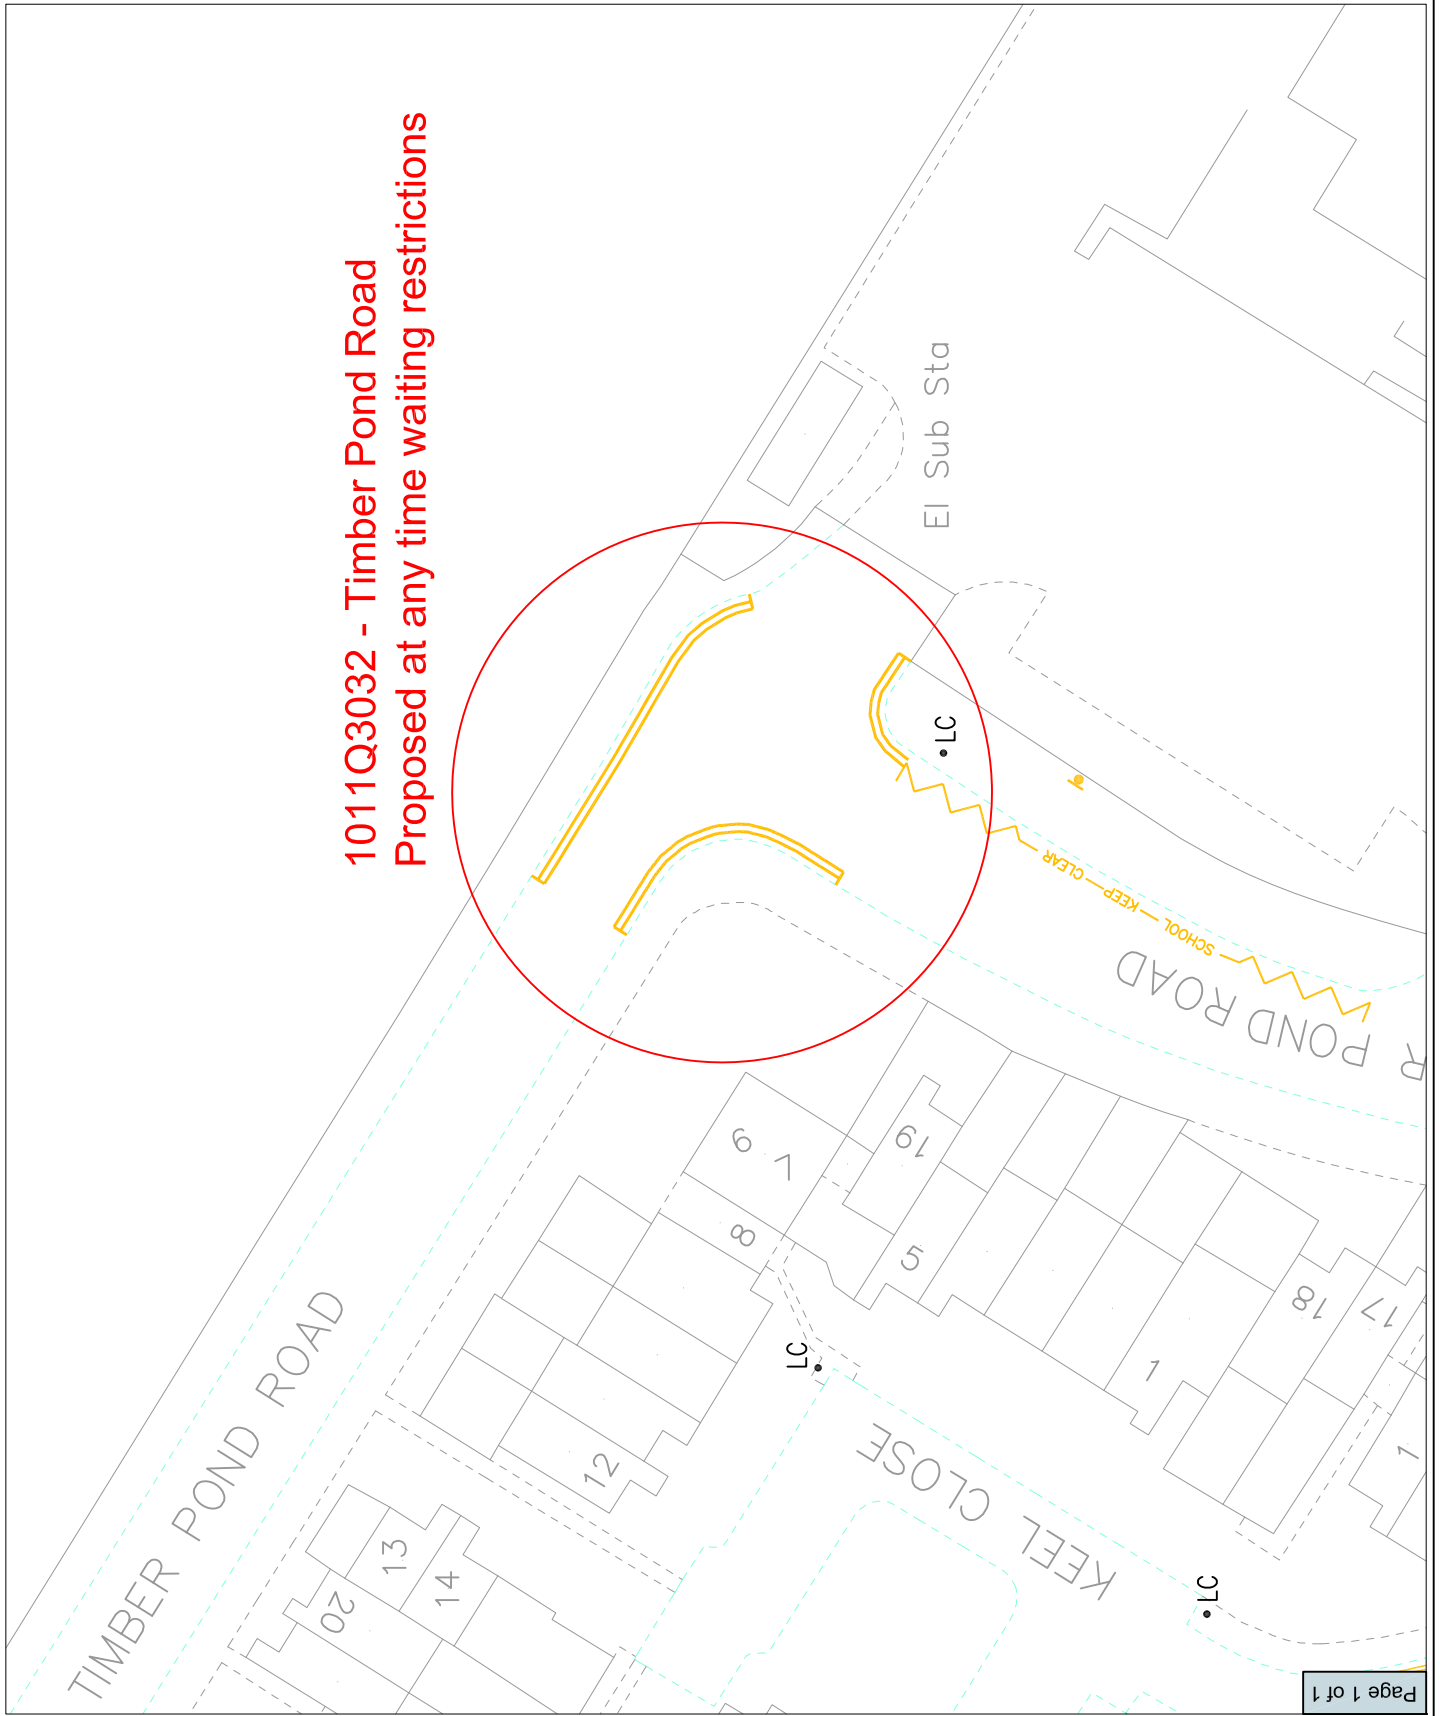 1011Q3032 - Timber Pond Road
Proposed at any time waiting restrictions
El Sub Sta
LC
SCHOOL KEEP CLEAR
R POND ROAD
TIMBER POND ROAD
KEEL CLOSE
LC
LC
9
8
19
5
1
18
17
1
12
13
14
20
Page 1 of 1